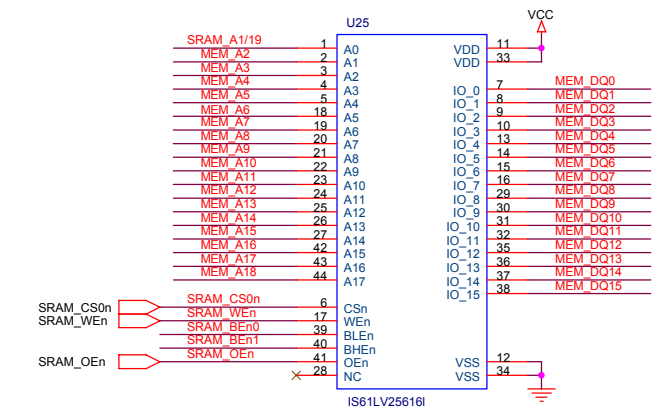 U25
VCC
SRAM_A1/19 1 A0 VDD 11
MEM_A2 2 A1 VDD 33
MEM_A3 3 A2
MEM_A4 4 A3 IO_0 7 MEM_DQ0
MEM_A5 5 A4 IO_1 8 MEM_DQ1
MEM_A6 18 A5 IO_2 9 MEM_DQ2
MEM_A7 19 A6 IO_3 10 MEM_DQ3
MEM_A8 20 A7 IO_4 13 MEM_DQ4
MEM_A9 21 A8 IO_5 14 MEM_DQ5
MEM_A10 22 A9 IO_6 15 MEM_DQ6
MEM_A11 23 A10 IO_7 16 MEM_DQ7
MEM_A12 24 A11 IO_8 29 MEM_DQ8
MEM_A13 25 A12 IO_9 30 MEM_DQ9
MEM_A14 26 A13 IO_10 31 MEM_DQ10
MEM_A15 27 A14 IO_11 32 MEM_DQ11
MEM_A16 42 A15 IO_12 35 MEM_DQ12
MEM_A17 43 A16 IO_13 36 MEM_DQ13
MEM_A18 44 A17 IO_14 37 MEM_DQ14
IO_15 38 MEM_DQ15
SRAM_CS0n SRAM_CS0n 6 CSn
SRAM_WEn SRAM_WEn 17 WEn
SRAM_BEn0 39 BLEn
SRAM_BEn1 40 BHEn
SRAM_OEn SRAM_OEn 41 OEn VSS 12
28 NC VSS 34
IS61LV25616I